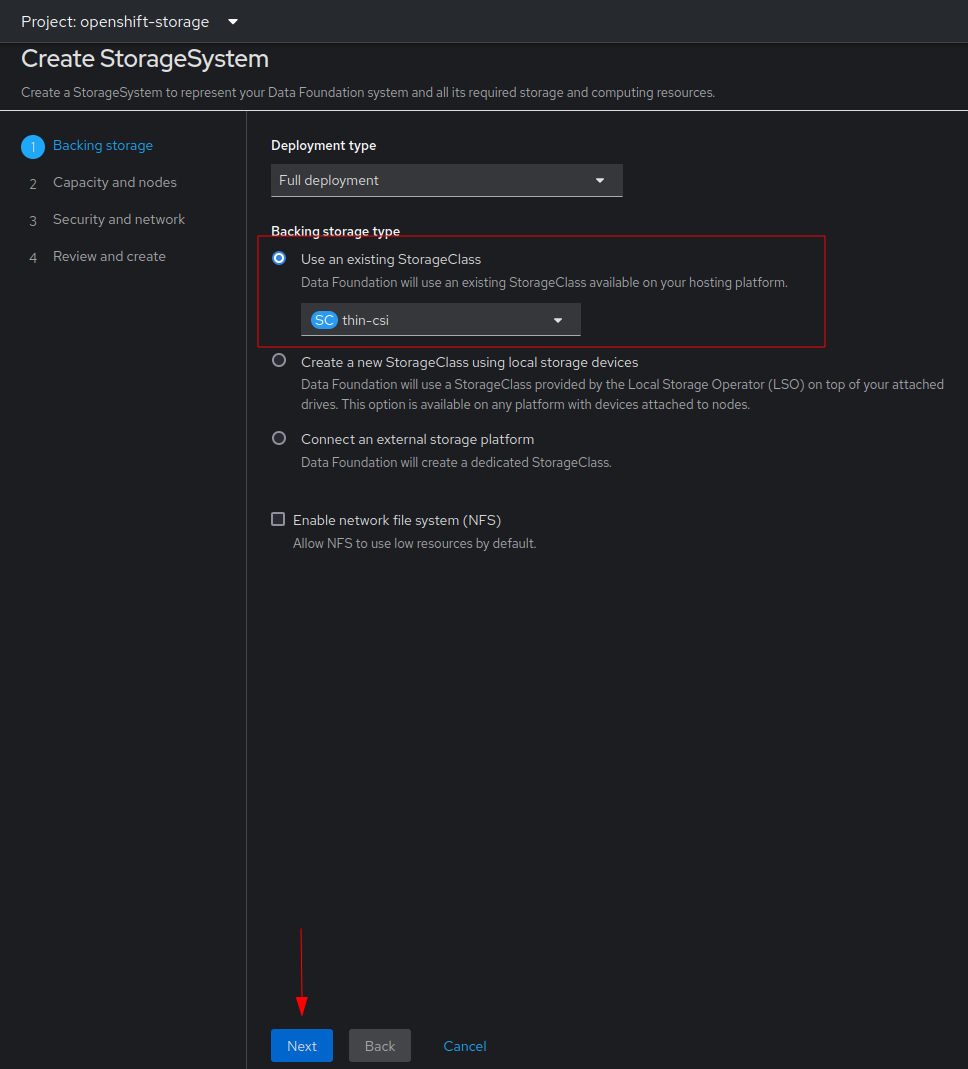 Project: openshift-storage
Create StorageSystem
Create a StorageSystem to represent your Data Foundation system and all its required storage and computing resources.
1 Backing storage
2 Capacity and nodes
3 Security and network
4 Review and create
Deployment type
Full deployment
Backing storage type
Use an existing StorageClass
Data Foundation will use an existing StorageClass available on your hosting platform.
SC thin-csi
Create a new StorageClass using local storage devices
Data Foundation will use a StorageClass provided by the Local Storage Operator (LSO) on top of your attached
drives. This option is available on any platform with devices attached to nodes.
Connect an external storage platform
Data Foundation will create a dedicated StorageClass.
Enable network file system (NFS)
Allow NFS to use low resources by default.
Next Back Cancel